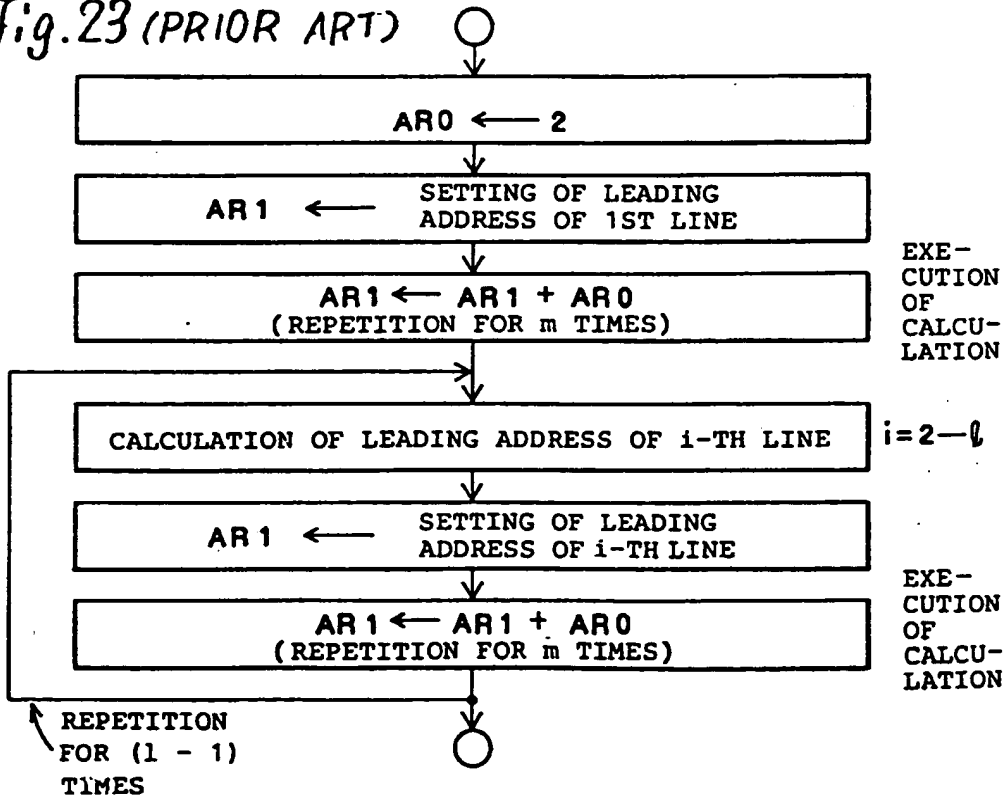 Fig.23 (PRIOR ART)
AR0 ← 2
AR1 ← SETTING OF LEADING
ADDRESS OF 1ST LINE
AR1 ← AR1 + AR0
(REPETITION FOR m TIMES)
EXE-
CUTION
OF
CALCU-
LATION
CALCULATION OF LEADING ADDRESS OF i-TH LINE
i=2—ℓ
AR1 ← SETTING OF LEADING
ADDRESS OF i-TH LINE
AR1 ← AR1 + AR0
(REPETITION FOR m TIMES)
EXE-
CUTION
OF
CALCU-
LATION
REPETITION
FOR (l - 1)
TIMES